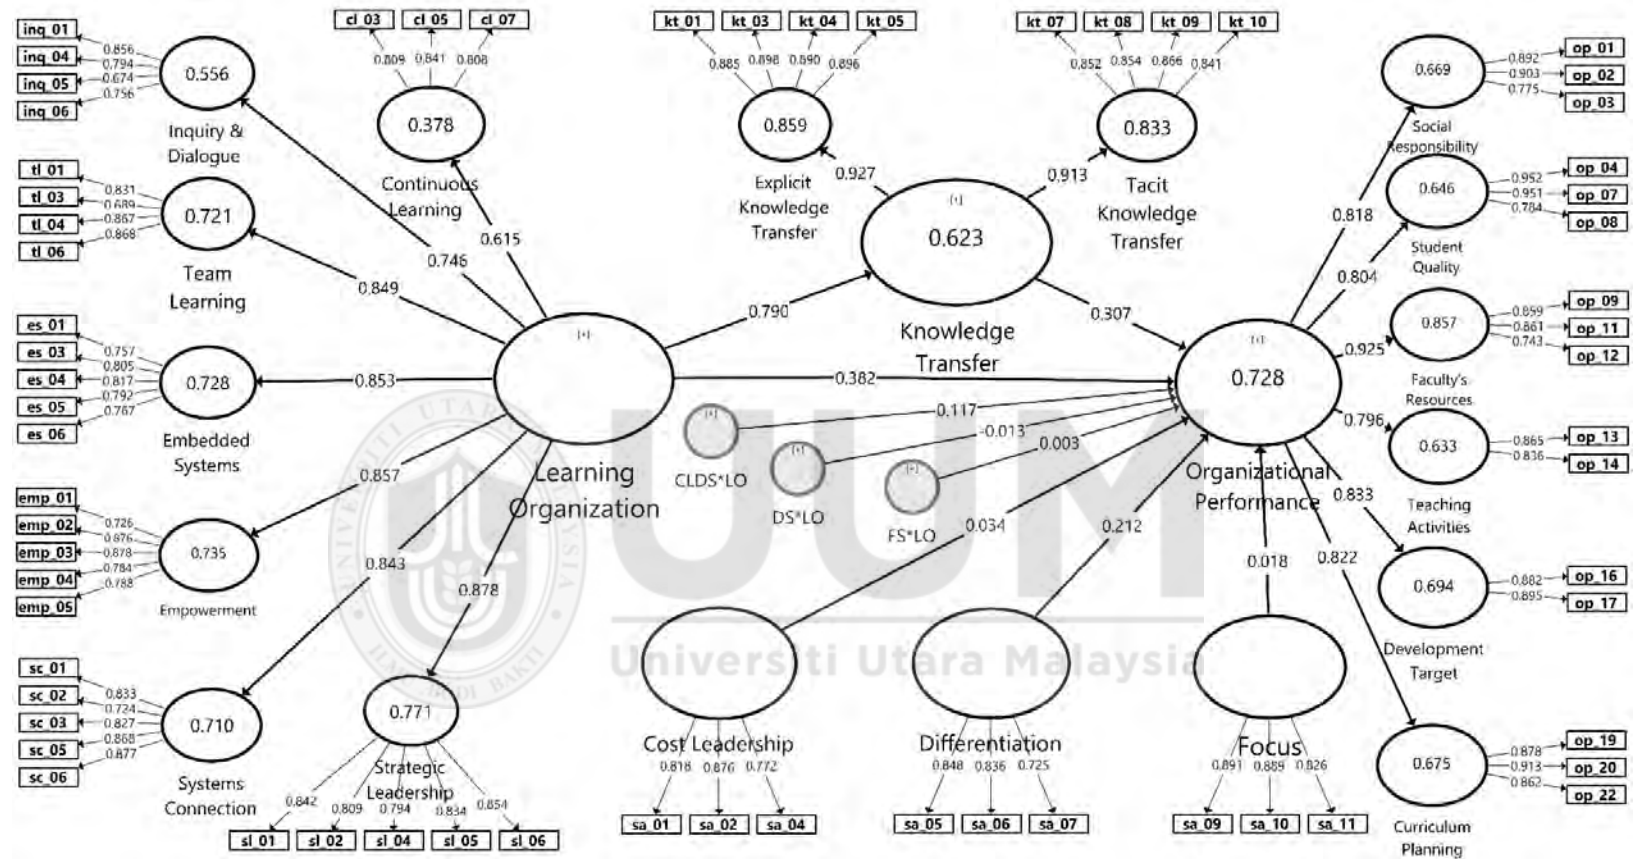 inq_01
inq_04
inq_05
inq_06
0.856
0.794
0.674
0.756
0.556
Inquiry &
Dialogue
cl_03
cl_05
cl_07
0.809
0.841
0.808
0.378
Continuous
Learning
kt_01
kt_03
kt_04
kt_05
0.885
0.898
0.890
0.896
0.859
Explicit
Knowledge
Transfer
kt_07
kt_08
kt_09
kt_10
0.852
0.854
0.866
0.841
0.833
Tacit
Knowledge
Transfer
op_01
op_02
op_03
0.892
0.903
0.775
0.669
Social
Responsibility
tl_01
tl_03
tl_04
tl_06
0.831
0.689
0.867
0.868
0.721
Team
Learning
0.615
0.746
0.849
0.927
0.913
[+]
0.623
Knowledge
Transfer
0.790
0.307
0.818
0.804
op_04
op_07
op_08
0.952
0.951
0.784
0.646
Student
Quality
es_01
es_03
es_04
es_05
es_06
0.757
0.805
0.817
0.792
0.767
0.728
Embedded
Systems
0.853
[+]
Learning
Organization
0.382
[+]
0.728
Organizational
Performance
0.925
0.796
op_09
op_11
op_12
0.859
0.861
0.743
0.857
Faculty's
Resources
op_13
op_14
0.865
0.836
0.633
Teaching
Activities
[+]
CLDS*LO
0.117
[+]
DS*LO
-0.013
[+]
FS*LO
0.003
emp_01
emp_02
emp_03
emp_04
emp_05
0.726
0.876
0.878
0.784
0.788
0.735
Empowerment
0.857
0.843
0.878
0.034
0.212
0.018
0.833
0.822
op_16
op_17
0.882
0.895
0.694
Development
Target
sc_01
sc_02
sc_03
sc_05
sc_06
0.833
0.724
0.827
0.868
0.877
0.710
Systems
Connection
0.771
Strategic
Leadership
0.842
0.809
0.794
0.834
0.854
sl_01
sl_02
sl_04
sl_05
sl_06
Cost Leadership
0.818
0.876
0.772
sa_01
sa_02
sa_04
Differentiation
0.848
0.836
0.725
sa_05
sa_06
sa_07
Focus
0.891
0.889
0.826
sa_09
sa_10
sa_11
op_19
op_20
op_22
0.878
0.913
0.862
0.675
Curriculum
Planning
UUM
Universiti Utara Malaysia